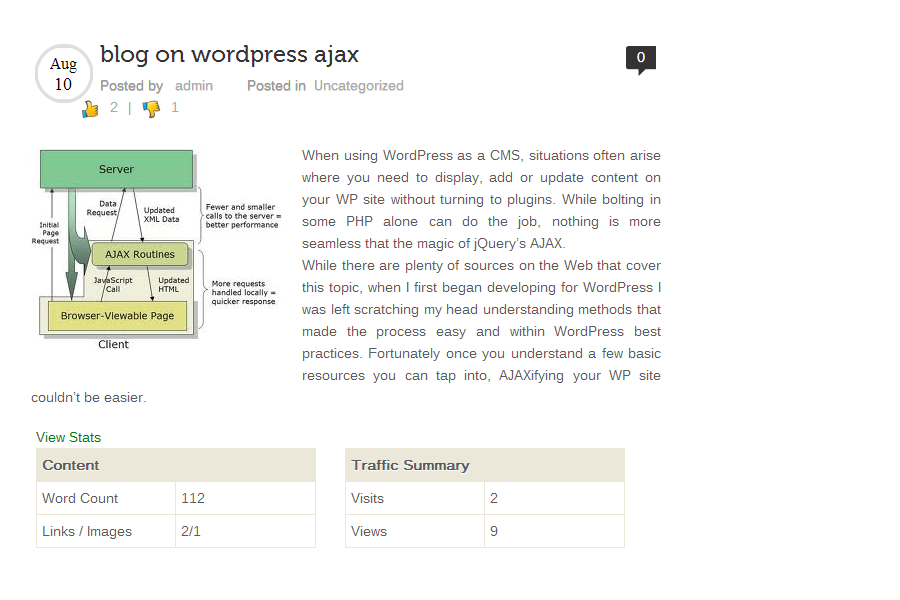 Aug
10
blog on wordpress ajax
0
Posted by admin Posted in Uncategorized
2 | 1
Server
Data
Request
Updated
XML Data
Fewer and smaller
calls to the server =
better performance
Initial
Page
Request
AJAX Routines
JavaScript
Call
Updated
HTML
More requests
handled locally =
quicker response
Browser-Viewable Page
Client
When using WordPress as a CMS, situations often arise
where you need to display, add or update content on
your WP site without turning to plugins. While bolting in
some PHP alone can do the job, nothing is more
seamless that the magic of jQuery’s AJAX.
While there are plenty of sources on the Web that cover
this topic, when I first began developing for WordPress I
was left scratching my head understanding methods that
made the process easy and within WordPress best
practices. Fortunately once you understand a few basic
resources you can tap into, AJAXifying your WP site
couldn’t be easier.
View Stats
Content
Word Count 112
Links / Images 2/1
Traffic Summary
Visits 2
Views 9